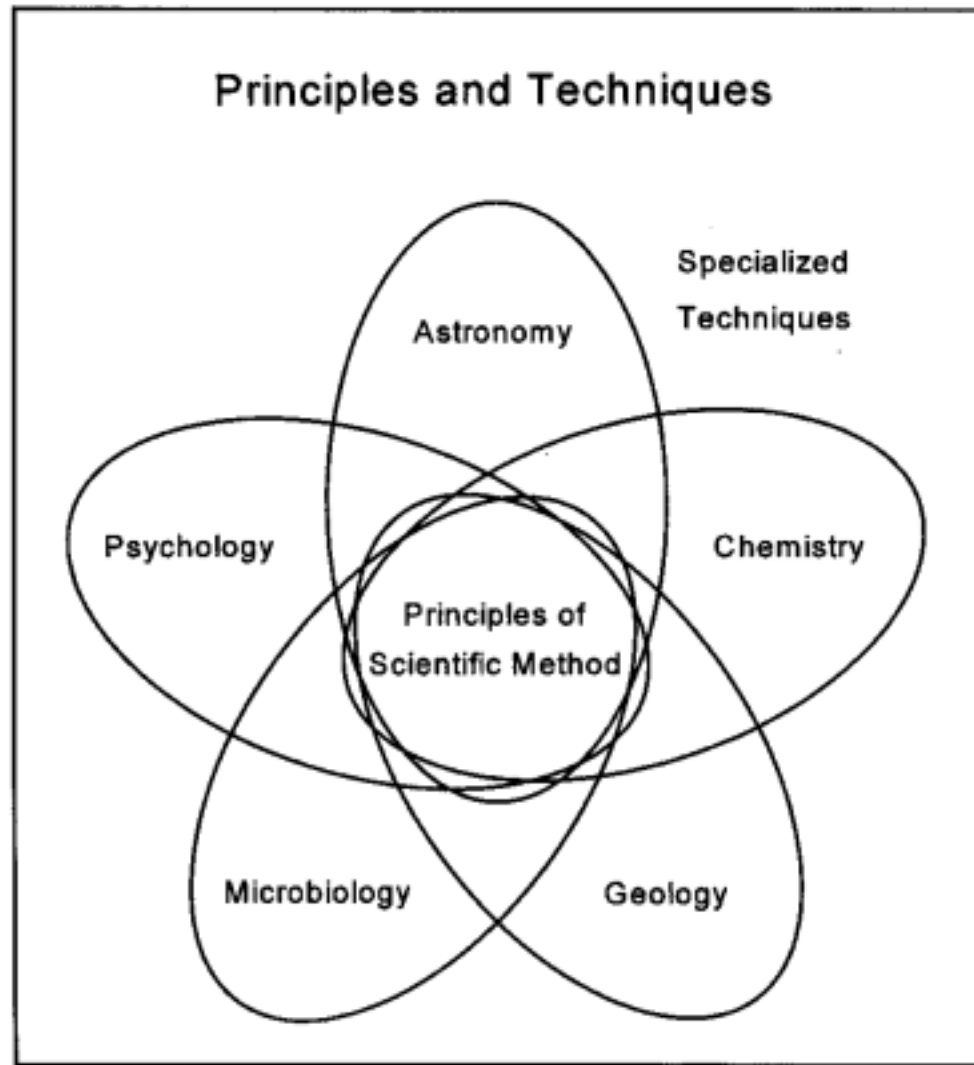 Principles and Techniques
Specialized
Techniques
Astronomy
Psychology
Chemistry
Principles of
Scientific Method
Microbiology
Geology